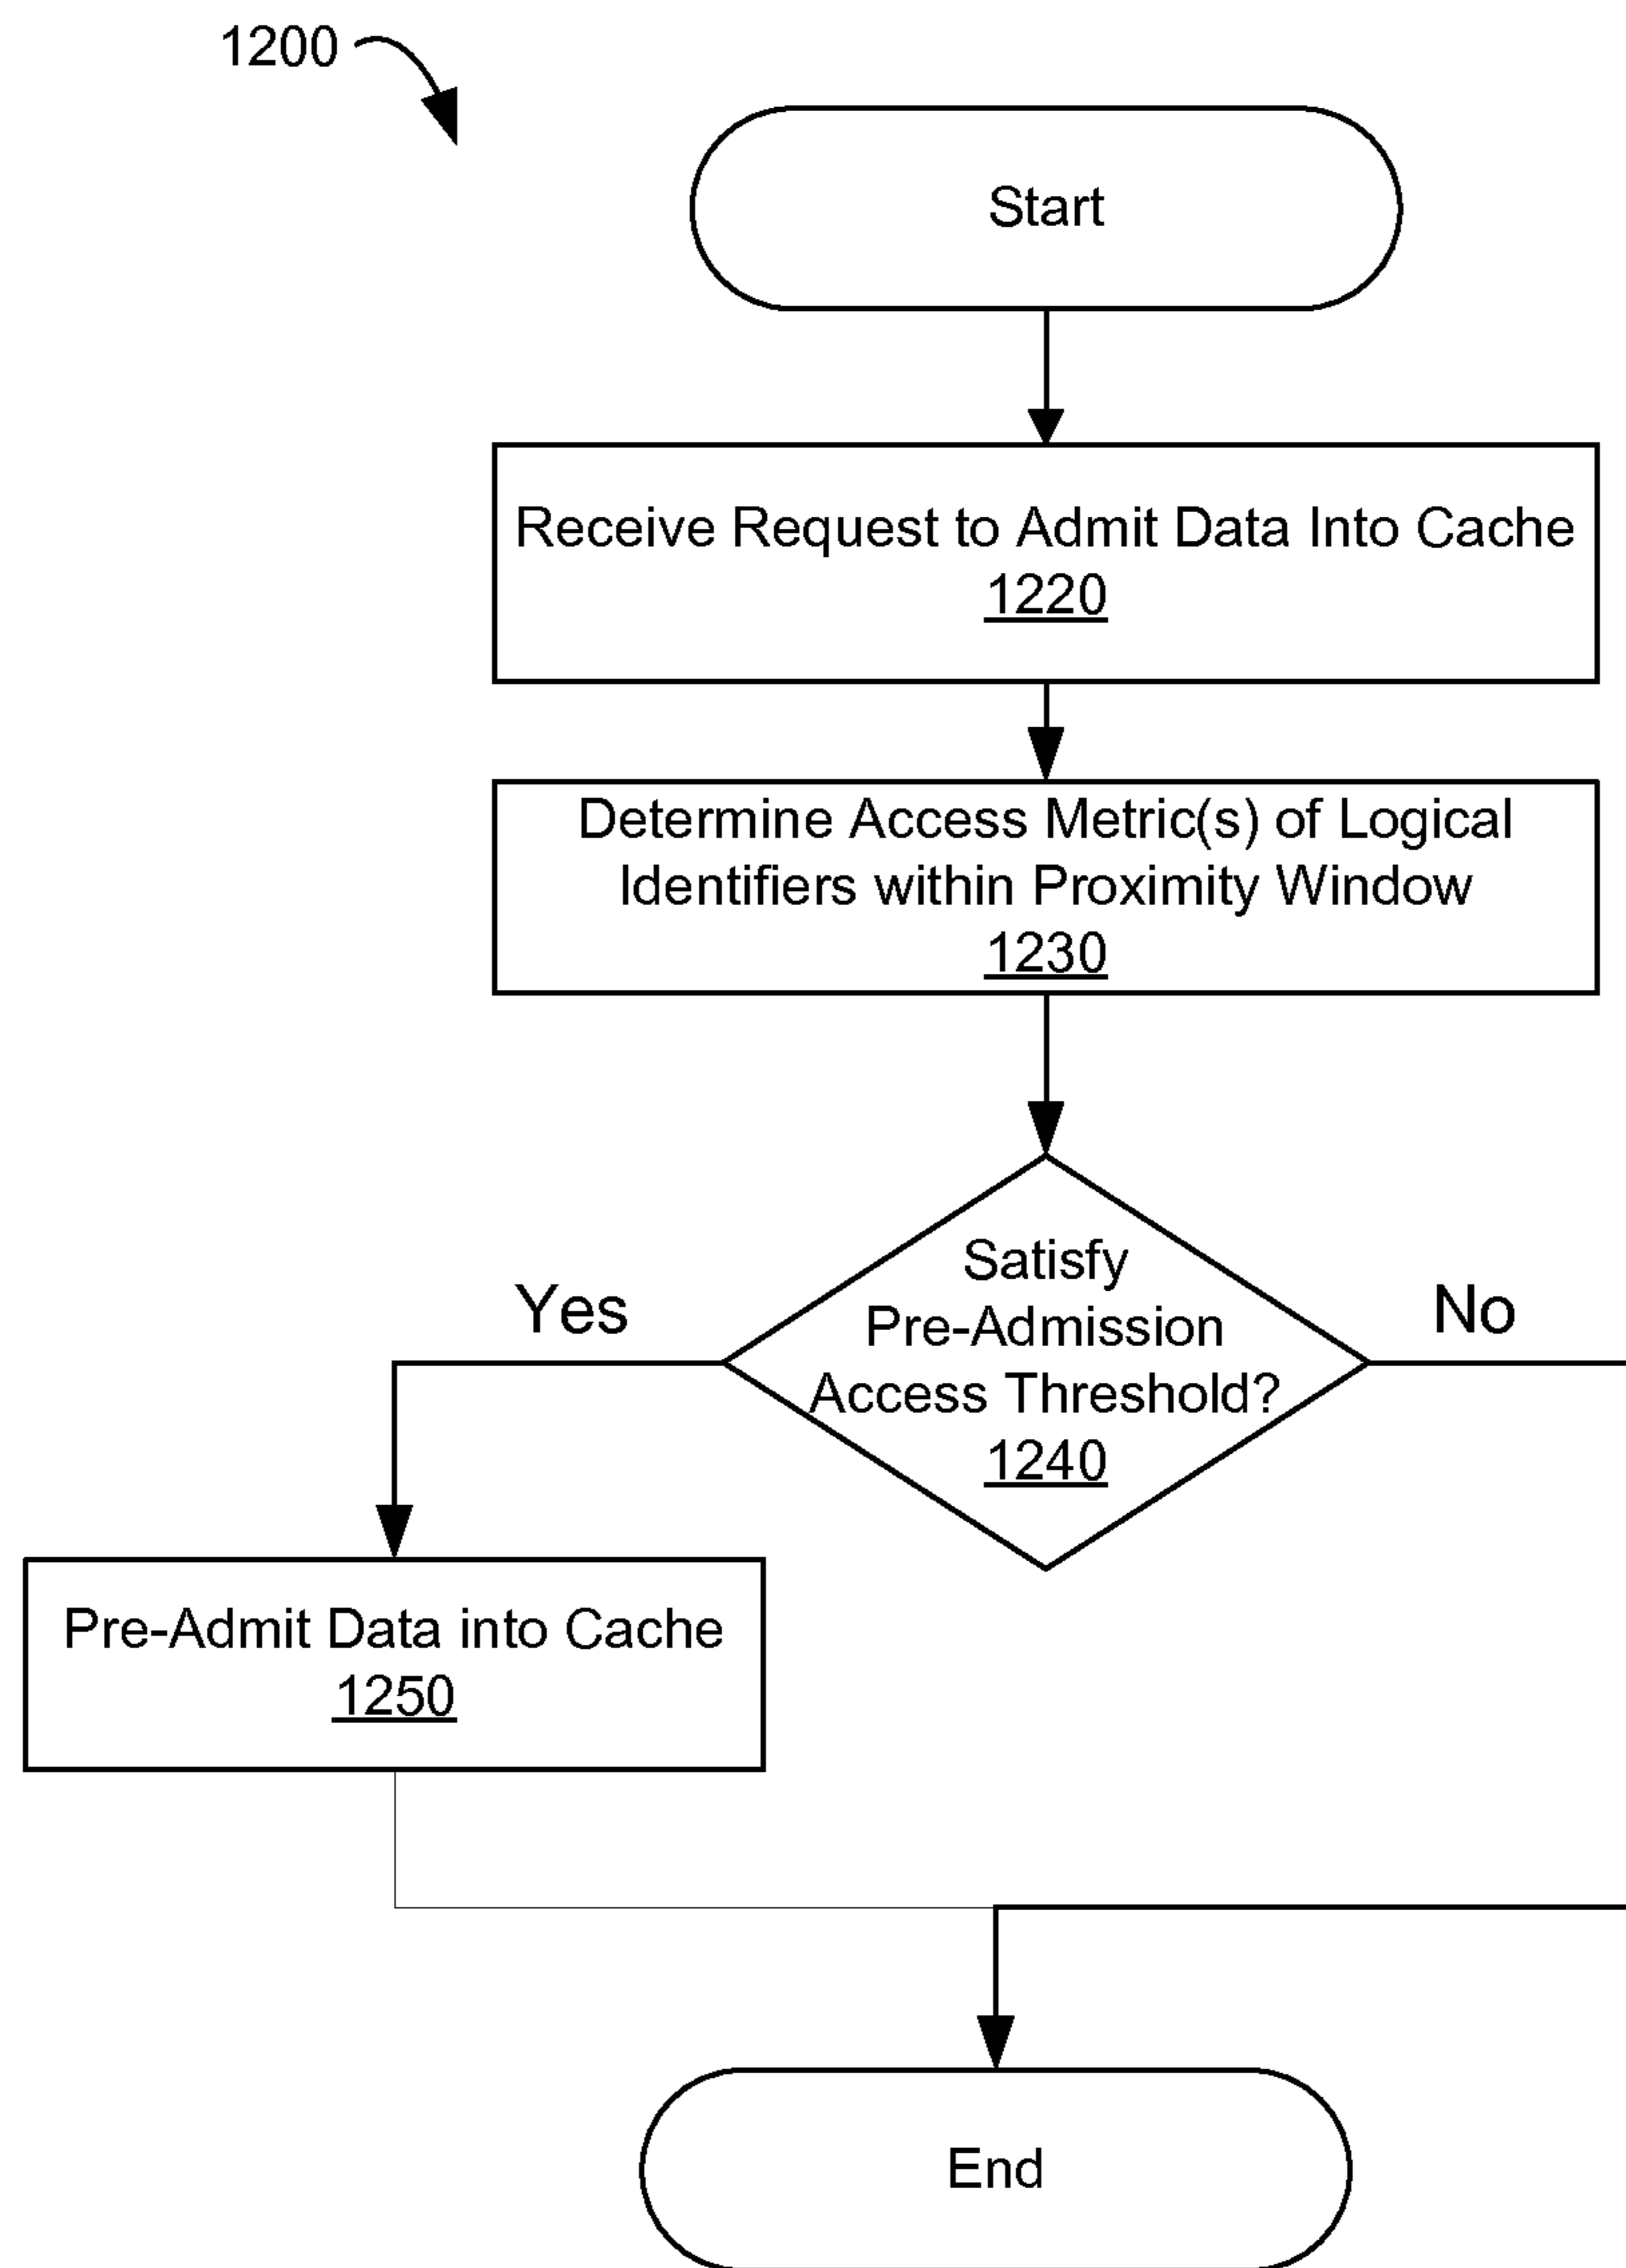 1200
Start
Receive Request to Admit Data Into Cache
1220
Determine Access Metric(s) of Logical
Identifiers within Proximity Window
1230
Satisfy
Pre-Admission
Access Threshold?
1240
Yes
No
Pre-Admit Data into Cache
1250
End